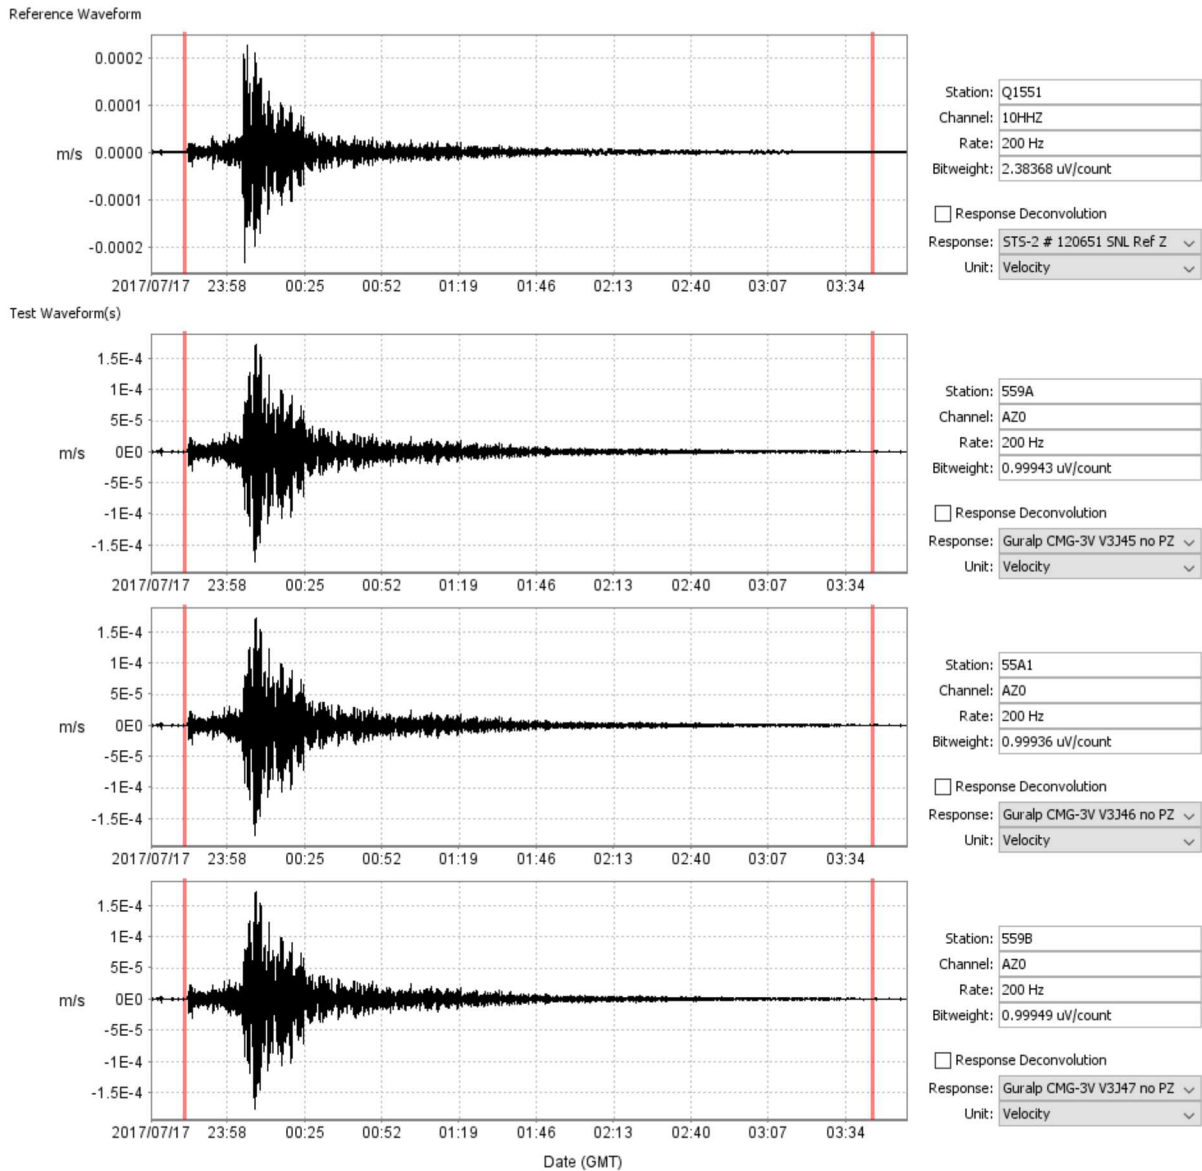 Reference Waveform
0.0002
0.0001
m/s 0.0000
-0.0001
-0.0002
2017/07/17 23:58 00:25 00:52 01:19 01:46 02:13 02:40 03:07 03:34
Station: Q1551
Channel: 10HHZ
Rate: 200 Hz
Bitweight: 2.38368 uV/count
Response Deconvolution
Response: STS-2 # 120651 SNL Ref Z
Unit: Velocity
Test Waveform(s)
1.5E-4
1E-4
5E-5
m/s 0E0
-5E-5
-1E-4
-1.5E-4
2017/07/17 23:58 00:25 00:52 01:19 01:46 02:13 02:40 03:07 03:34
Station: 559A
Channel: AZ0
Rate: 200 Hz
Bitweight: 0.99943 uV/count
Response Deconvolution
Response: Guralp CMG-3V V3J45 no PZ
Unit: Velocity
1.5E-4
1E-4
5E-5
m/s 0E0
-5E-5
-1E-4
-1.5E-4
2017/07/17 23:58 00:25 00:52 01:19 01:46 02:13 02:40 03:07 03:34
Station: 55A1
Channel: AZ0
Rate: 200 Hz
Bitweight: 0.99936 uV/count
Response Deconvolution
Response: Guralp CMG-3V V3J46 no PZ
Unit: Velocity
1.5E-4
1E-4
5E-5
m/s 0E0
-5E-5
-1E-4
-1.5E-4
2017/07/17 23:58 00:25 00:52 01:19 01:46 02:13 02:40 03:07 03:34
Date (GMT)
Station: 559B
Channel: AZ0
Rate: 200 Hz
Bitweight: 0.99949 uV/count
Response Deconvolution
Response: Guralp CMG-3V V3J47 no PZ
Unit: Velocity